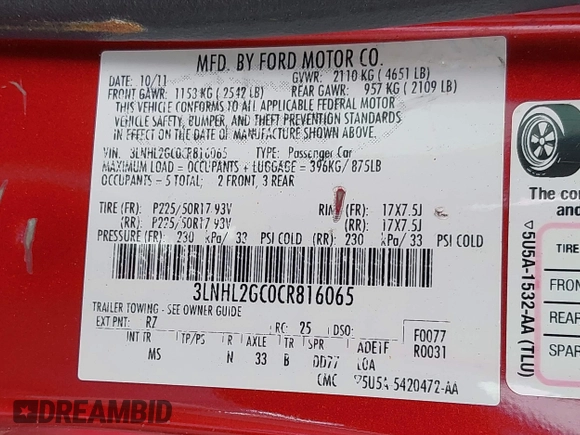 MFD. BY FORD MOTOR CO.
DATE: 10/11 GVWR: 2110 KG ( 4651 LB)
FRONT GAWR: 1153 KG ( 2542 LB) REAR GAWR: 957 KG ( 2109 LB)
THIS VEHICLE CONFORMS TO ALL APPLICABLE FEDERAL MOTOR
VEHICLE SAFETY, BUMPER, AND THEFT PREVENTION STANDARDS
IN EFFECT ON THE DATE OF MANUFACTURE SHOWN ABOVE.
VIN: 3LNHL2GC0CR816065 TYPE: Passenger Car
MAXIMUM LOAD = OCCUPANTS + LUGGAGE = 396KG/ 875LB
OCCUPANTS = 5 TOTAL; 2 FRONT, 3 REAR
TIRE (FR): P225/50R17 93V RIM (FR): 17X7.5J
(RR): P225/50R17 93V (RR): 17X7.5J
PRESSURE (FR): 230 kPa/ 33 PSI COLD (RR): 230 kPa/ 33 PSI COLD
3LNHL2GC0CR816065
TRAILER TOWING - SEE OWNER GUIDE
EXT PNT: RZ RC: 25 DSO: F0077
INT TR TP/PS R AXLE TR SPR ADE1F R0031
MS N 33 B DD77 LOA
CMC ▽5U5A 5420472-AA
The con
and
▽5U5A-1532-AA (TLU)
TIRE
FRON
REAR
SPAR
DREAMBID